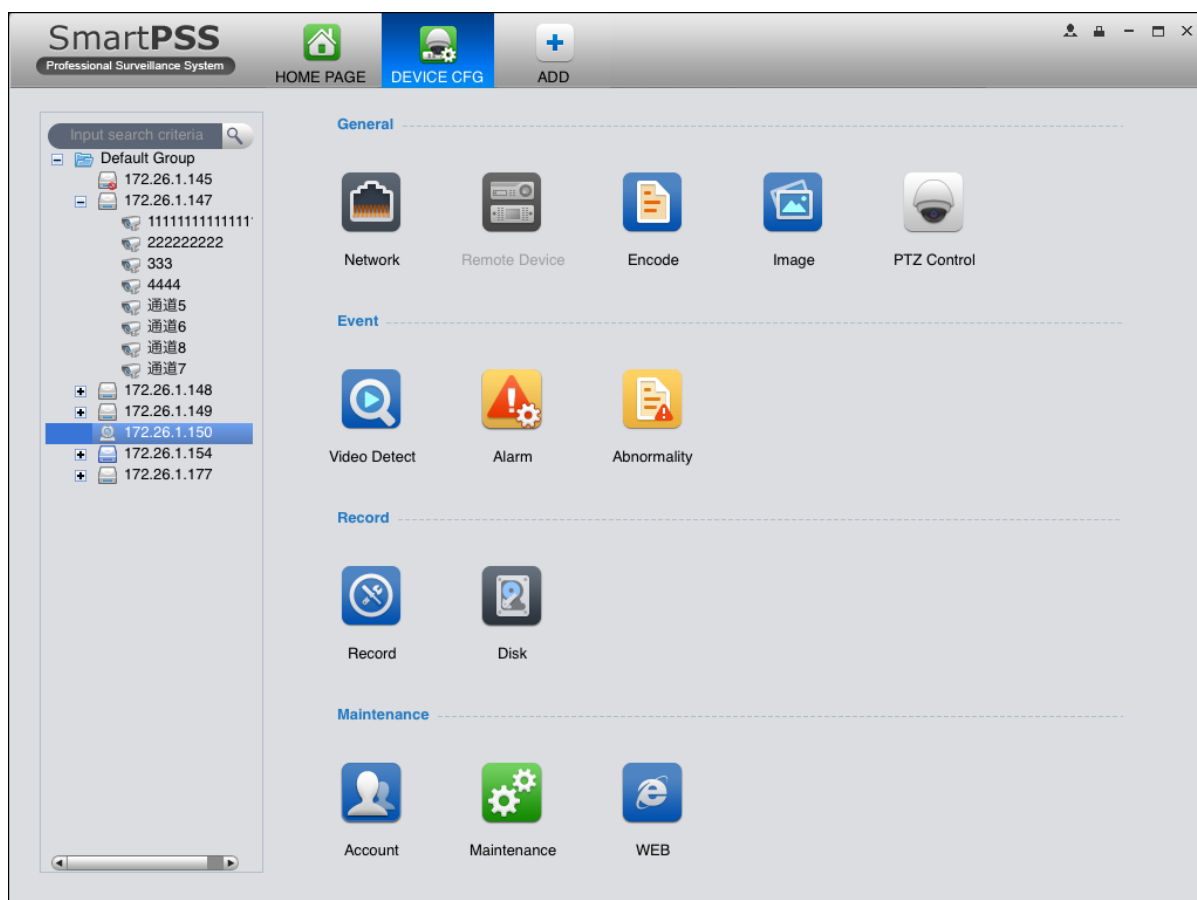 SmartPSS
Professional Surveillance System
HOME PAGE
DEVICE CFG
ADD
Input search criteria
Default Group
172.26.1.145
172.26.1.147
11111111111111
222222222
333
4444
通道5
通道6
通道8
通道7
172.26.1.148
172.26.1.149
172.26.1.150
172.26.1.154
172.26.1.177
General
Network
Remote Device
Encode
Image
PTZ Control
Event
Video Detect
Alarm
Abnormality
Record
Record
Disk
Maintenance
Account
Maintenance
WEB